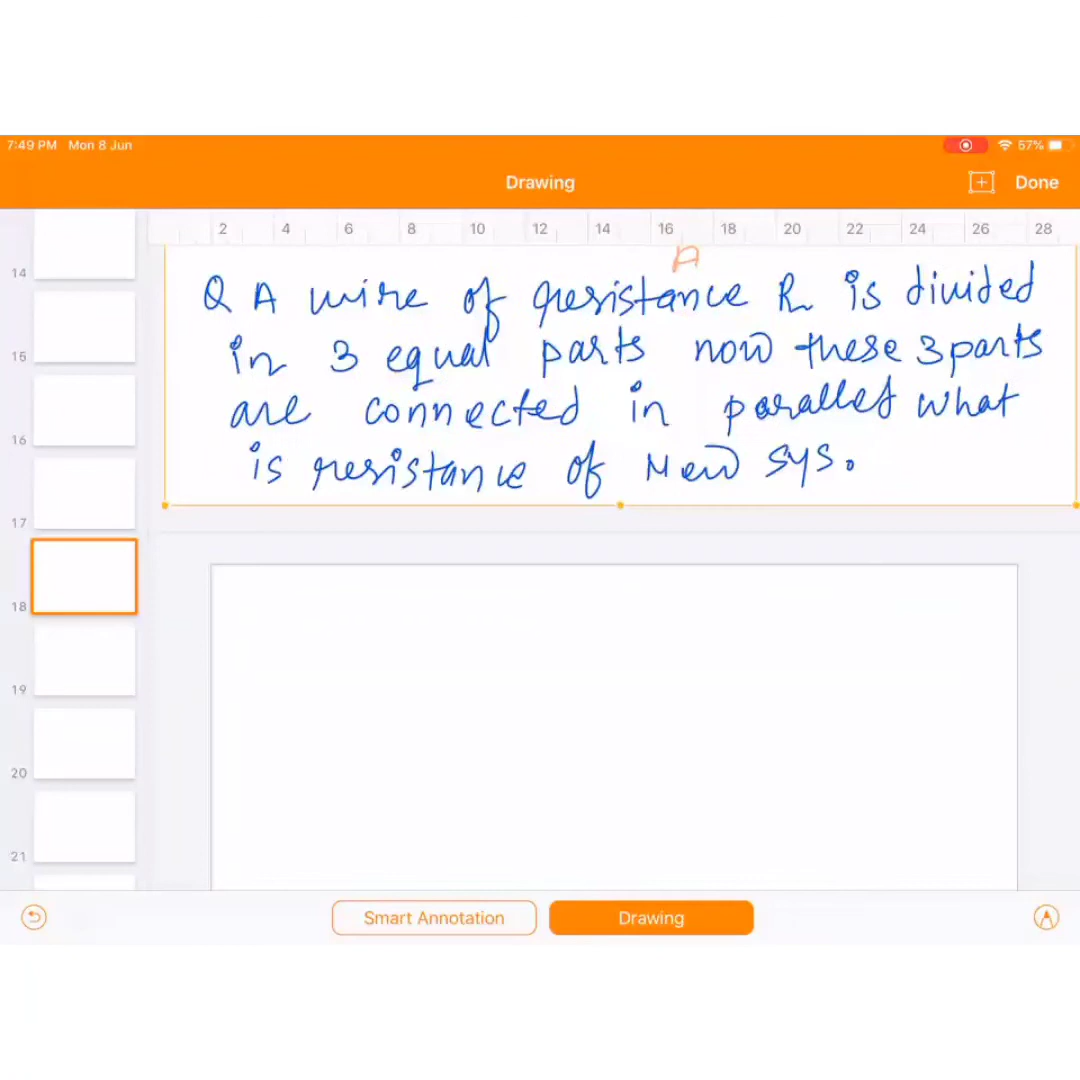 7:49 PM Mon 8 Jun 57%
Drawing Done
2 4 6 8 10 12 14 16 18 20 22 24 26 28
14
15
16
17
18
19
20
21
Q A wire of resistance R is divided
in 3 equal parts now these 3 parts
are connected in parallel what
is resistance of New sys.
Smart Annotation Drawing